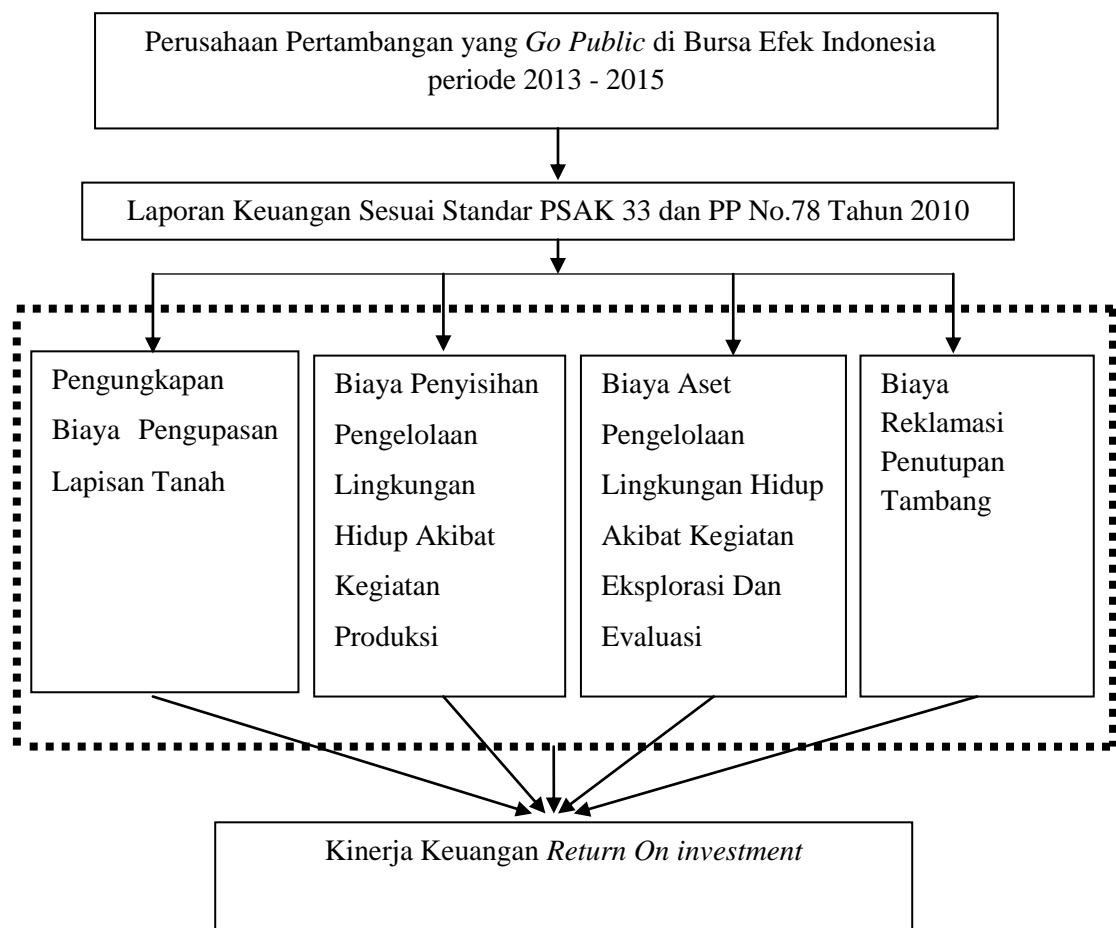 Perusahaan Pertambangan yang Go Public di Bursa Efek Indonesia
periode 2013 - 2015
Laporan Keuangan Sesuai Standar PSAK 33 dan PP No.78 Tahun 2010
Pengungkapan
Biaya Pengupasan
Lapisan Tanah
Biaya Penyisihan
Pengelolaan
Lingkungan
Hidup Akibat
Kegiatan
Produksi
Biaya Aset
Pengelolaan
Lingkungan Hidup
Akibat Kegiatan
Eksplorasi Dan
Evaluasi
Biaya
Reklamasi
Penutupan
Tambang
Kinerja Keuangan Return On investment